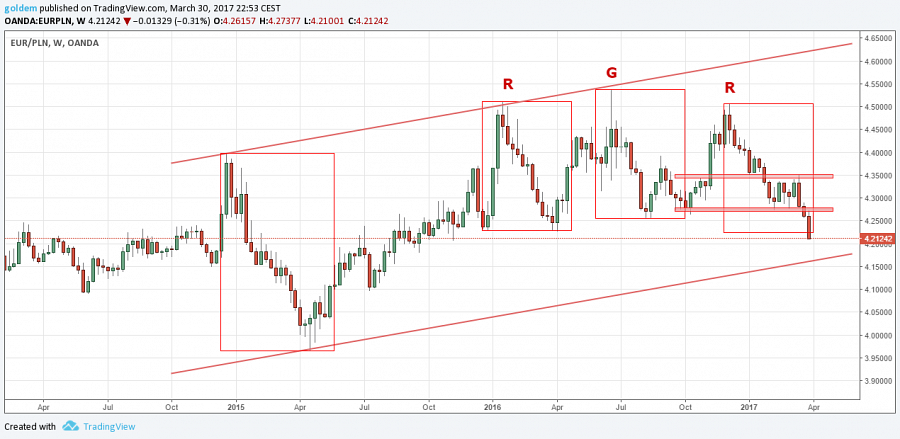 goldem published on TradingView.com, March 30, 2017 22:53 CEST
OANDA:EURPLN, W 4.21242 ▼ −0.01329 (−0.31%) O:4.26157 H:4.27377 L:4.21001 C:4.21242
EUR/PLN, W, OANDA
4.65000
4.60000
4.55000
4.50000
4.45000
4.40000
4.35000
4.30000
4.25000
4.21242
4.20000
4.15000
4.10000
4.05000
4.00000
3.95000
3.90000
R
G
R
Apr Jul Oct 2015 Apr Jul Oct 2016 Apr Jul Oct 2017 Apr
Created with TradingView